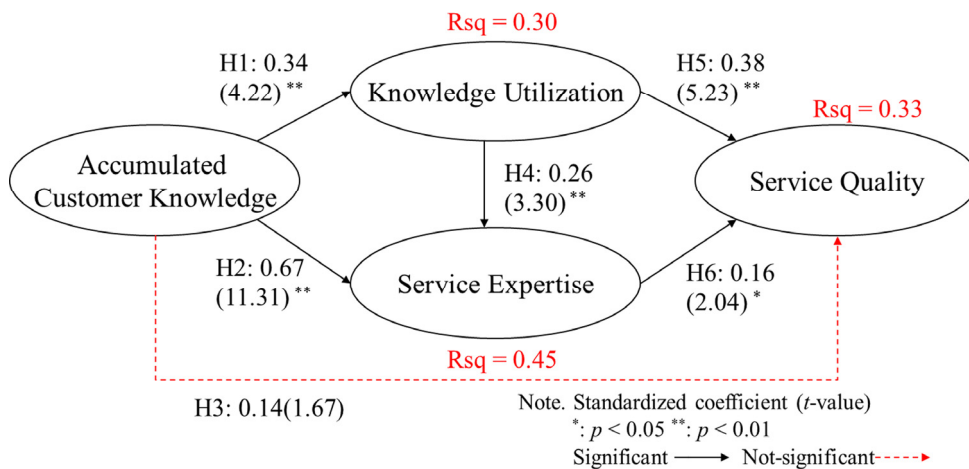 Rsq = 0.30
H1: 0.34
(4.22) **
Knowledge Utilization
H5: 0.38
(5.23) **
Rsq = 0.33
Accumulated
Customer Knowledge
H4: 0.26
(3.30) **
Service Quality
H2: 0.67
(11.31) **
Service Expertise
H6: 0.16
(2.04) *
Rsq = 0.45
H3: 0.14(1.67)
Note. Standardized coefficient (t-value)
*: p < 0.05 **: p < 0.01
Significant Not-significant